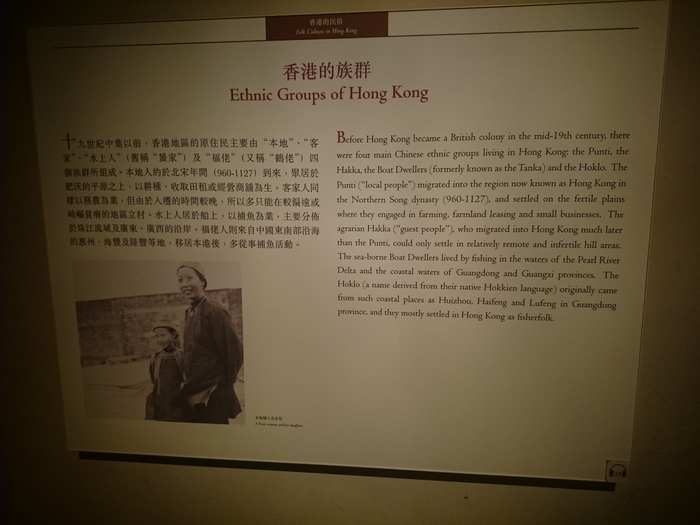 香港的民俗
Folk Culture in Hong Kong
香港的族群
Ethnic Groups of Hong Kong
十九世紀中葉以前，香港地區的原住民主要由“本地”、“客
家”、“水上人”（舊稱“蜑家”）及“福佬”（又稱“鶴佬”）四
個族群所組成。本地人約於北宋年間（960-1127）到來，聚居於
肥沃的平原之上，以耕種、收取田租或經營商舖為生。客家人同
樣以務農為業，但由於入遷的時間較晚，所以多只能在較偏遠或
崎嶇貧瘠的地區立村。水上人居於船上，以捕魚為業，主要分佈
於珠江流域及廣東、廣西的沿岸。福佬人則來自中國東南部沿海
的惠州、海豐及陸豐等地，移居本港後，多從事捕魚活動。
Before Hong Kong became a British colony in the mid-19th century, there
were four main Chinese ethnic groups living in Hong Kong: the Punti, the
Hakka, the Boat Dwellers (formerly known as the Tanka) and the Hoklo. The
Punti (“local people”) migrated into the region now known as Hong Kong in
the Northern Song dynasty (960-1127), and settled on the fertile plains
where they engaged in farming, farmland leasing and small businesses. The
agrarian Hakka (“guest people”), who migrated into Hong Kong much later
than the Punti, could only settle in relatively remote and infertile hill areas.
The sea-borne Boat Dwellers lived by fishing in the waters of the Pearl River
Delta and the coastal waters of Guangdong and Guangxi provinces. The
Hoklo (a name derived from their native Hokkien language) originally came
from such coastal places as Huizhou, Haifeng and Lufeng in Guangdong
province, and they mostly settled in Hong Kong as fisherfolk.
A Punti woman and her daughter